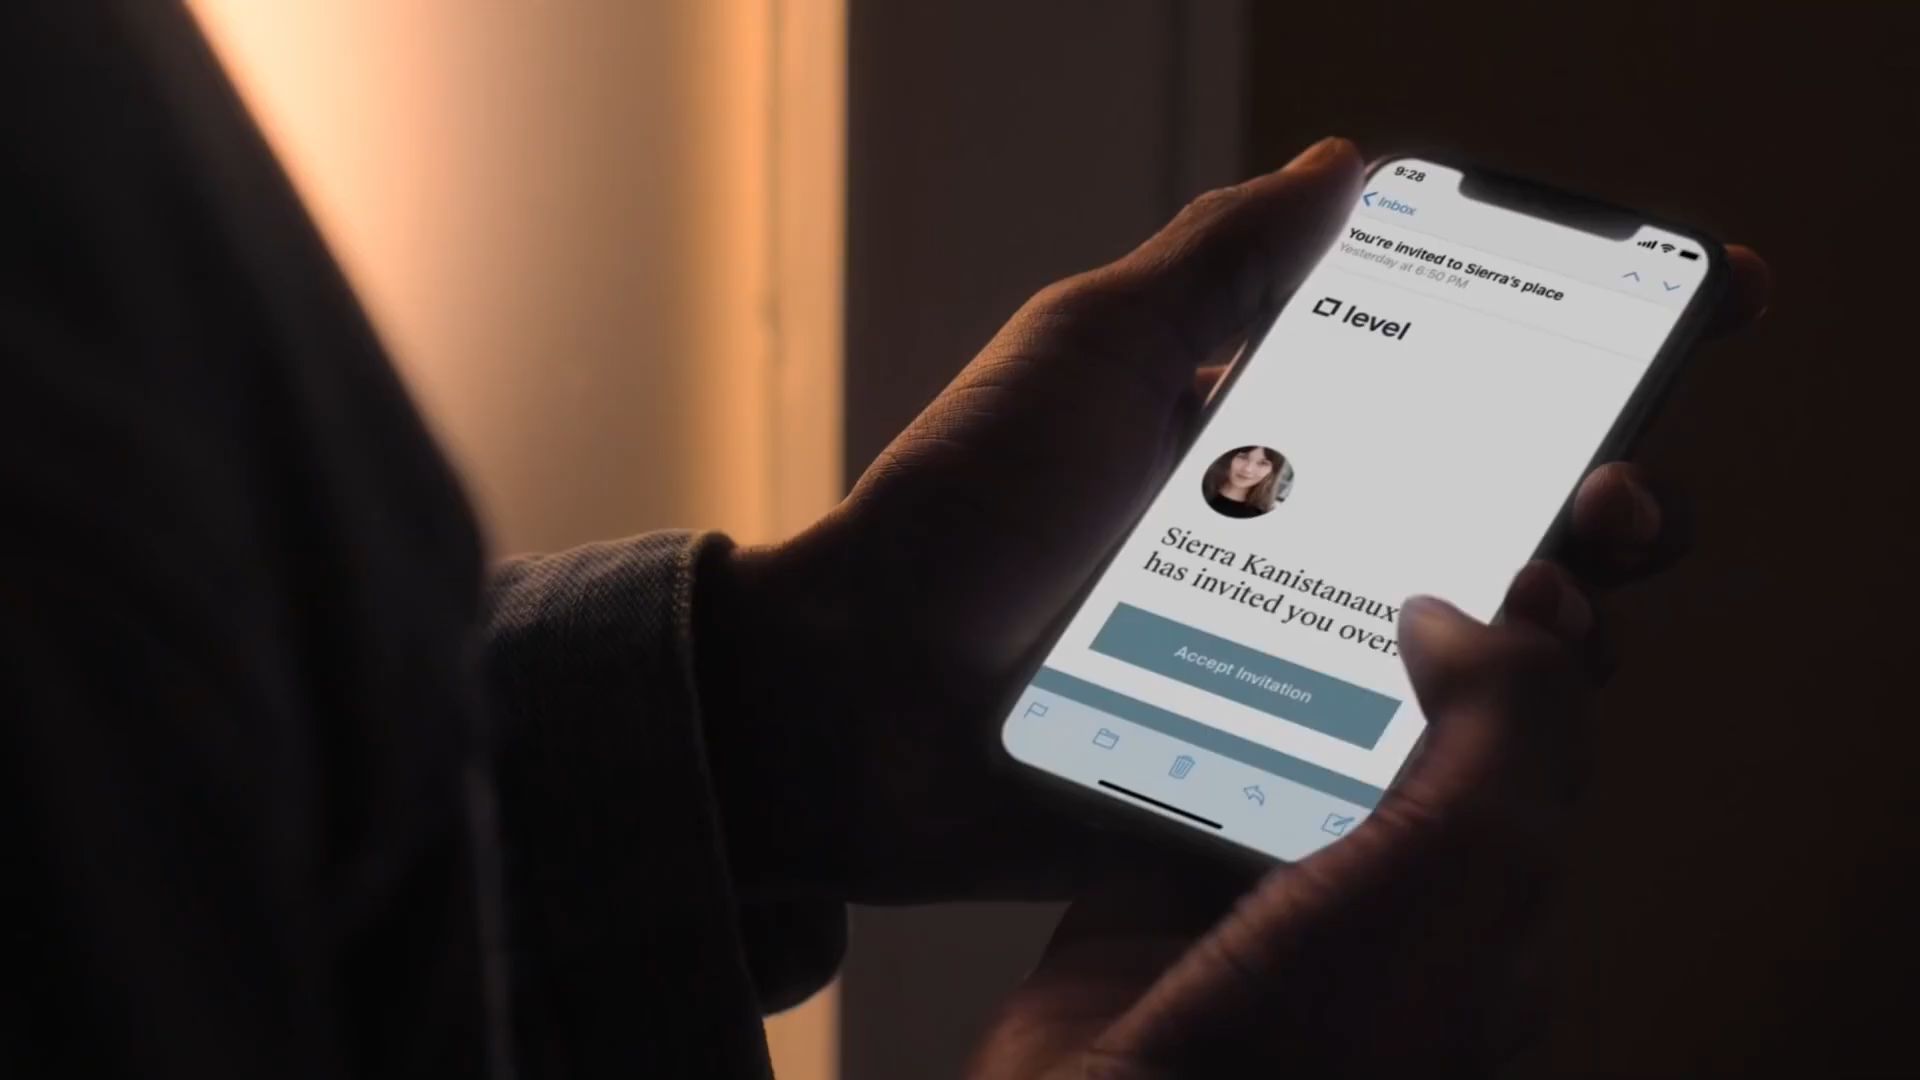 9:28
Inbox
You're invited to Sierra's place
Yesterday at 6:50 PM
level
Sierra Kanistanaux
has invited you over.
Accept Invitation